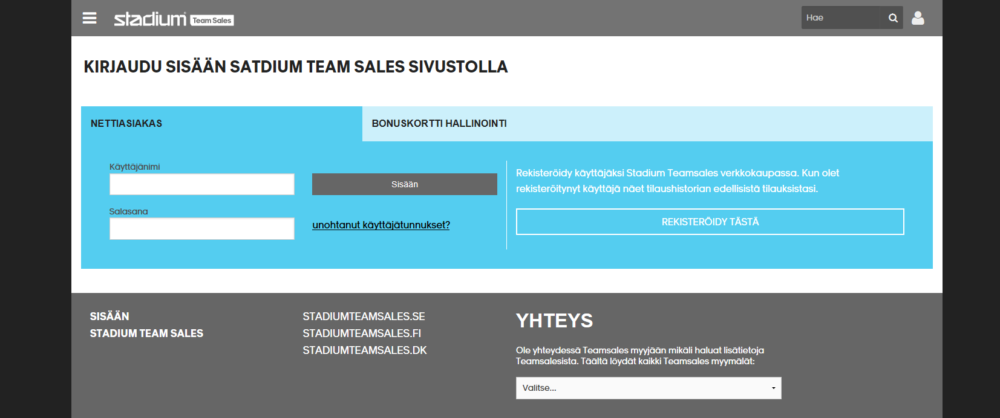 stadium Team Sales
Hae
KIRJAUDU SISÄÄN SATDIUM TEAM SALES SIVUSTOLLA
NETTIASIAKAS
BONUSKORTTI HALLINOINTI
Käyttäjänimi
Sisään
Salasana
unohtanut käyttäjätunnukset?
Rekisteröidy käyttäjäksi Stadium Teamsales verkkokaupassa. Kun olet
rekisteröitynyt käyttäjä näet tilaushistorian edellisistä tilauksistasi.
REKISTERÖIDY TÄSTÄ
SISÄÄN
STADIUM TEAM SALES
STADIUMTEAMSALES.SE
STADIUMTEAMSALES.FI
STADIUMTEAMSALES.DK
YHTEYS
Ole yhteydessä Teamsales myyjään mikäli haluat lisätietoja
Teamsalesista. Täältä löydät kaikki Teamsales myymälät:
Valitse...